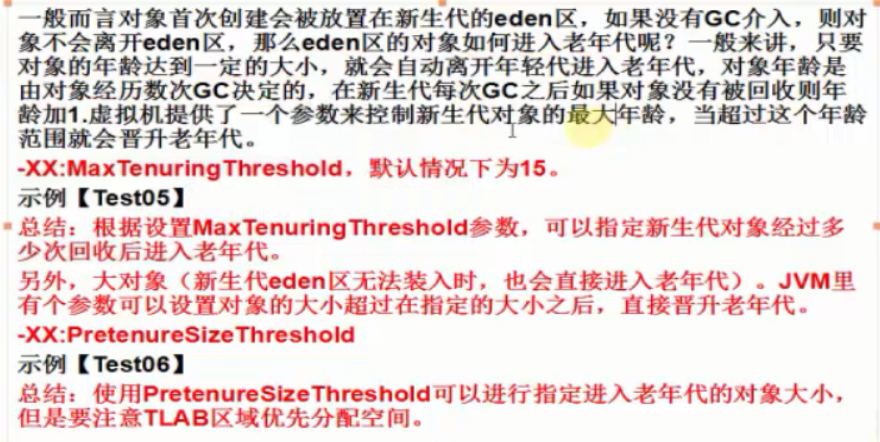 一般而言对象首次创建会被放置在新生代的eden区，如果没有GC介入，则对
象不会离开eden区，那么eden区的对象如何进入老年代呢？一般来讲，只要
对象的年龄达到一定的大小，就会自动离开年轻代进入老年代，对象年龄是
由对象经历数次GC决定的，在新生代每次GC之后如果对象没有被回收则年
龄加1.虚拟机提供了一个参数来控制新生代对象的最大年龄，当超过这个年龄
范围就会晋升老年代。
-XX:MaxTenuringThreshold，默认情况下为15。
示例【Test05】
总结：根据设置MaxTenuringThreshold参数，可以指定新生代对象经过多
少次回收后进入老年代。
另外，大对象（新生代eden区无法装入时，也会直接进入老年代）。JVM里
有个参数可以设置对象的大小超过在指定的大小之后，直接晋升老年代。
-XX:PretenureSizeThreshold
示例【Test06】
总结：使用PretenureSizeThreshold可以进行指定进入老年代的对象大小，
但是要注意TLAB区域优先分配空间。